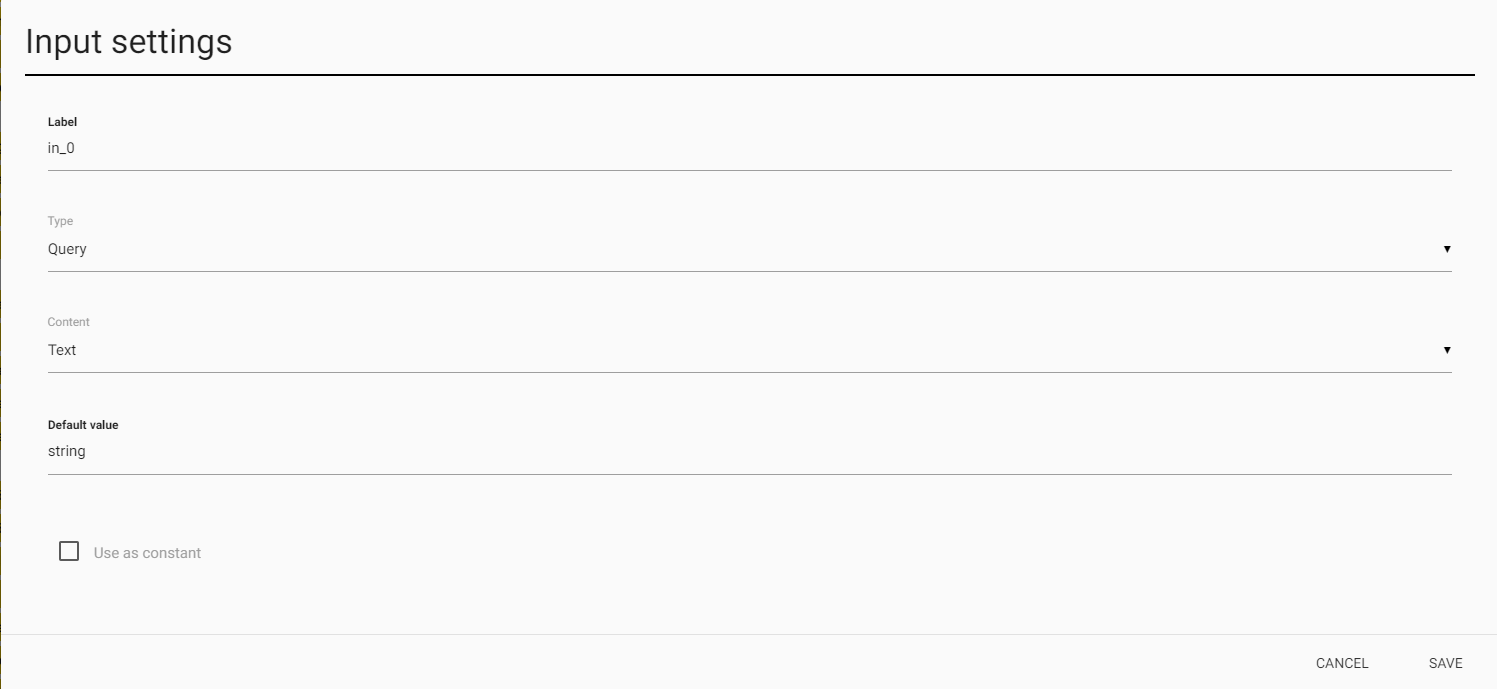 Input settings
Label
in_0
Type
Query
Content
Text
Default value
string
Use as constant
CANCEL SAVE